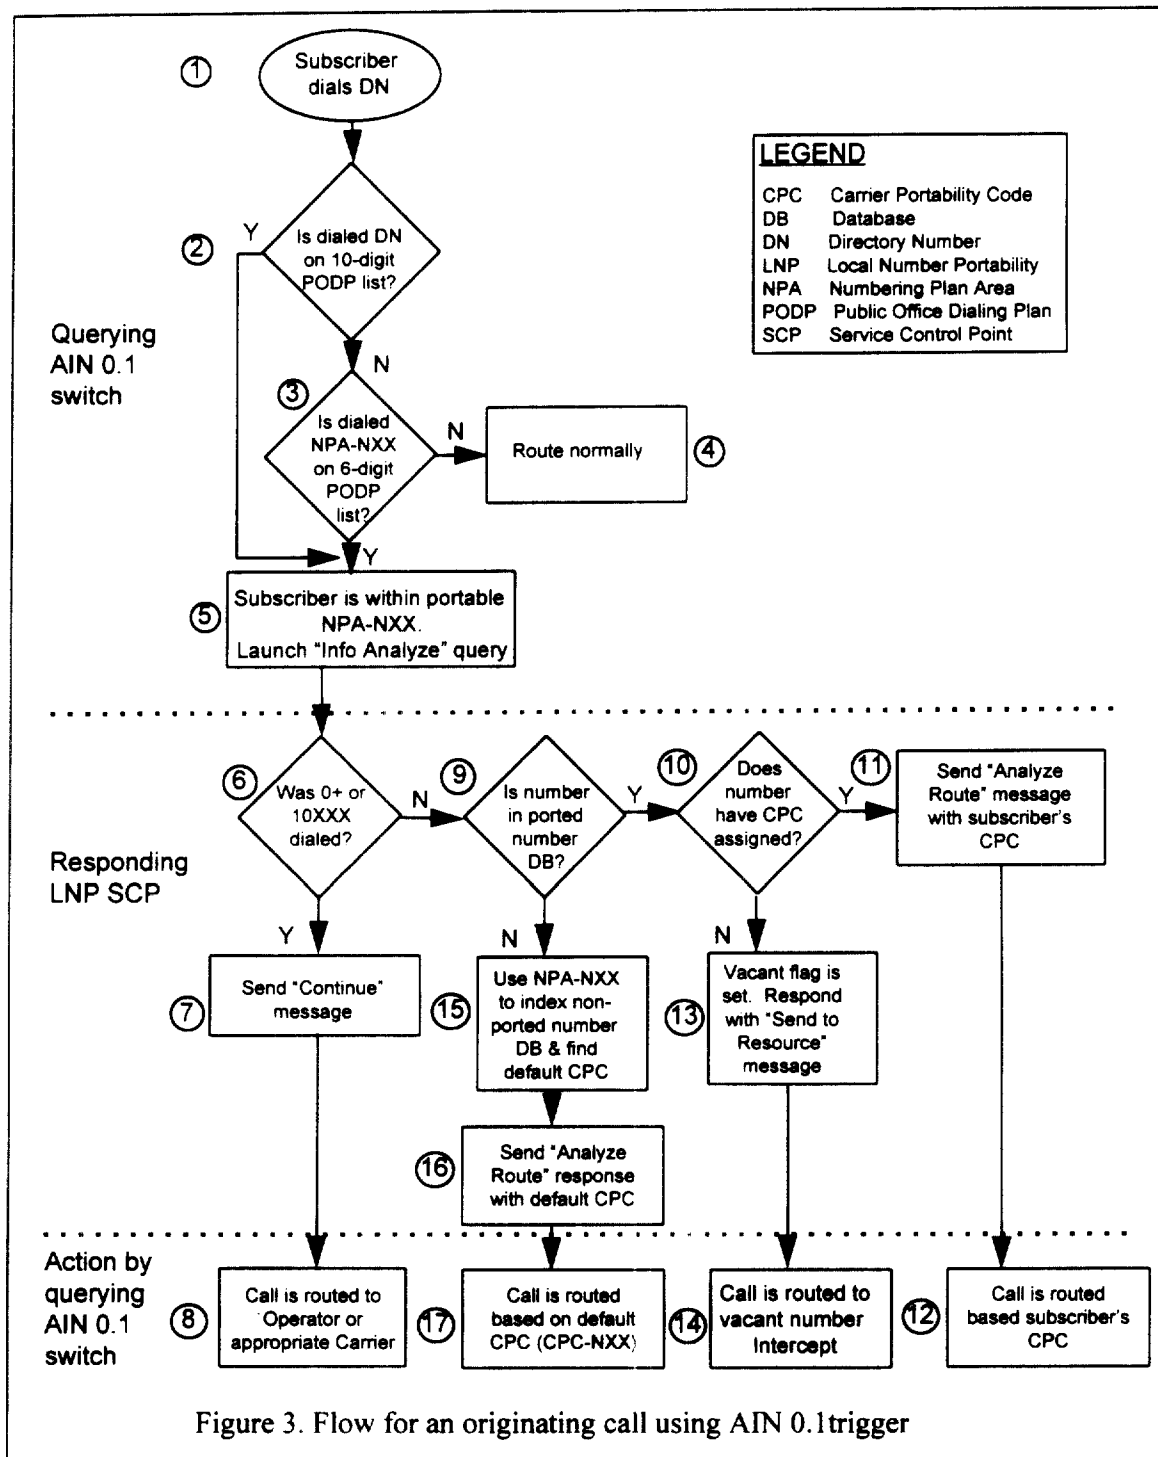 1
Subscriber
dials DN
LEGEND
CPC Carrier Portability Code
DB Database
DN Directory Number
LNP Local Number Portability
NPA Numbering Plan Area
PODP Public Office Dialing Plan
SCP Service Control Point
Y
2
Is dialed DN
on 10-digit
PODP list?
Querying
AIN 0.1
switch
N
3
Is dialed
NPA-NXX
on 6-digit
PODP
list?
N
Route normally
4
Y
5
Subscriber is within portable
NPA-NXX.
Launch "Info Analyze" query
Responding
LNP SCP
6
Was 0+ or
10XXX
dialed?
N
9
Is number
in ported
number
DB?
Y
10
Does
number
have CPC
assigned?
Y
11
Send "Analyze
Route" message
with subscriber's
CPC
Y
7
Send "Continue"
message
N
15
Use NPA-NXX
to index non-
ported number
DB & find
default CPC
N
13
Vacant flag is
set. Respond
with "Send to
Resource"
message
16
Send "Analyze
Route" response
with default CPC
Action by
querying
AIN 0.1
switch
8
Call is routed to
Operator or
appropriate Carrier
17
Call is routed
based on default
CPC (CPC-NXX)
14
Call is routed to
vacant number
Intercept
12
Call is routed
based subscriber's
CPC
Figure 3. Flow for an originating call using AIN 0.1trigger